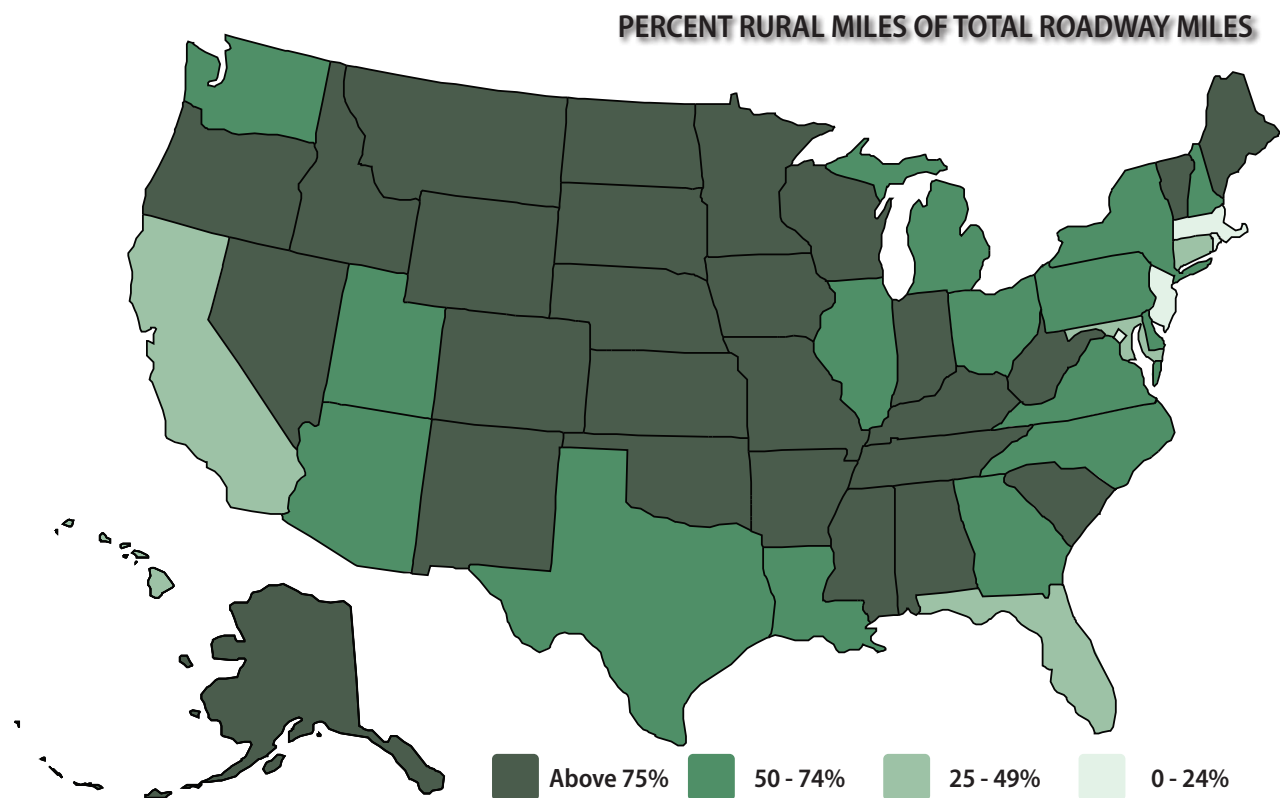 PERCENT RURAL MILES OF TOTAL ROADWAY MILES
Above 75% 50 - 74% 25 - 49% 0 - 24%